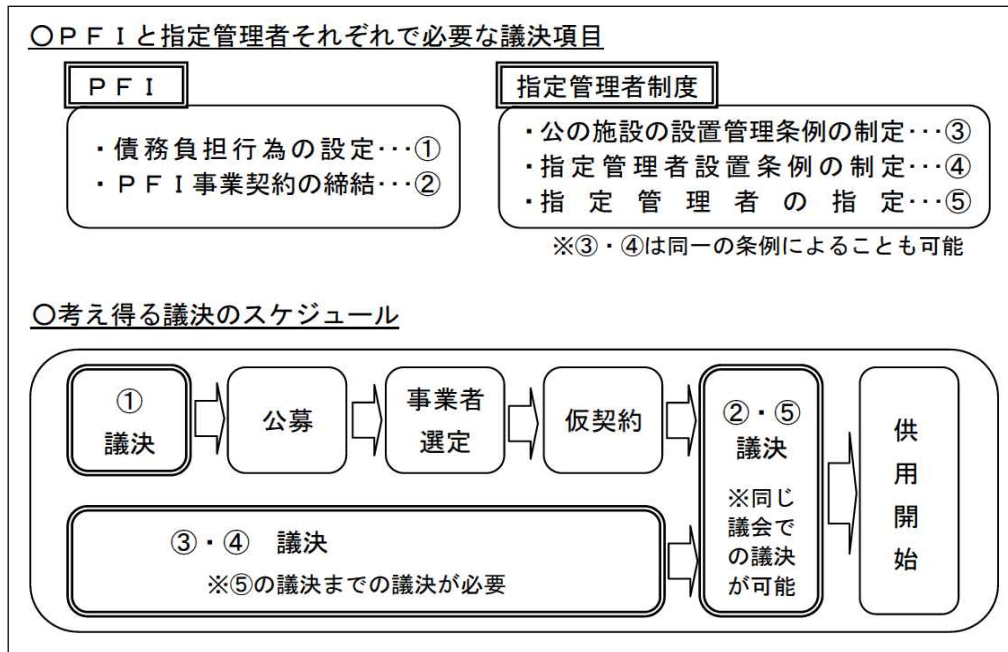 〇ＰＦＩと指定管理者それぞれで必要な議決項目
ＰＦＩ
・債務負担行為の設定･･･①
・ＰＦＩ事業契約の締結･･･②
指定管理者制度
・公の施設の設置管理条例の制定･･･③
・指定管理者設置条例の制定･･･④
・指定管理者の指定･･･⑤
※③・④は同一の条例によることも可能
〇考え得る議決のスケジュール
①
議決
公募
事業者
選定
仮契約
③・④　議決
※⑤の議決までの議決が必要
②・⑤
議決
※同じ
議会で
の議決
が可能
供
用
開
始